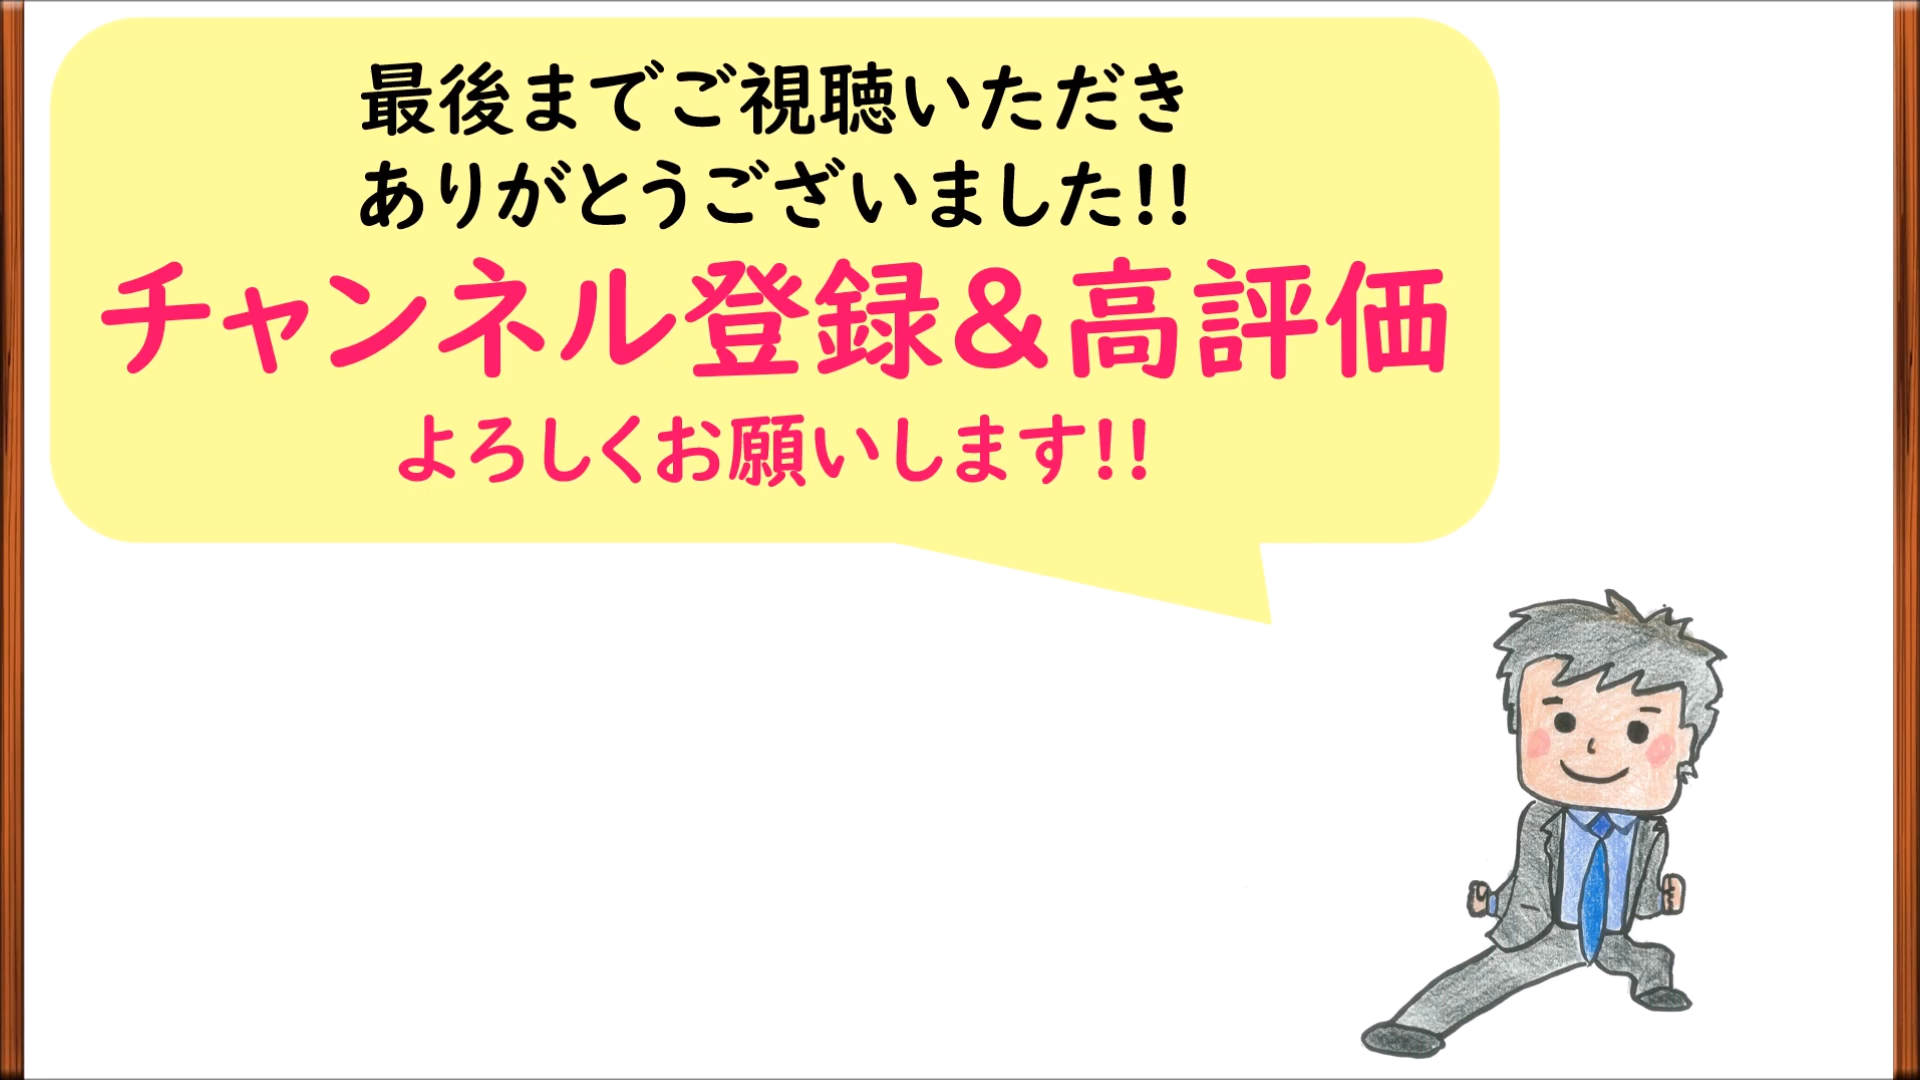 最後までご視聴いただき
ありがとうございました!!
チャンネル登録&高評価
よろしくお願いします!!